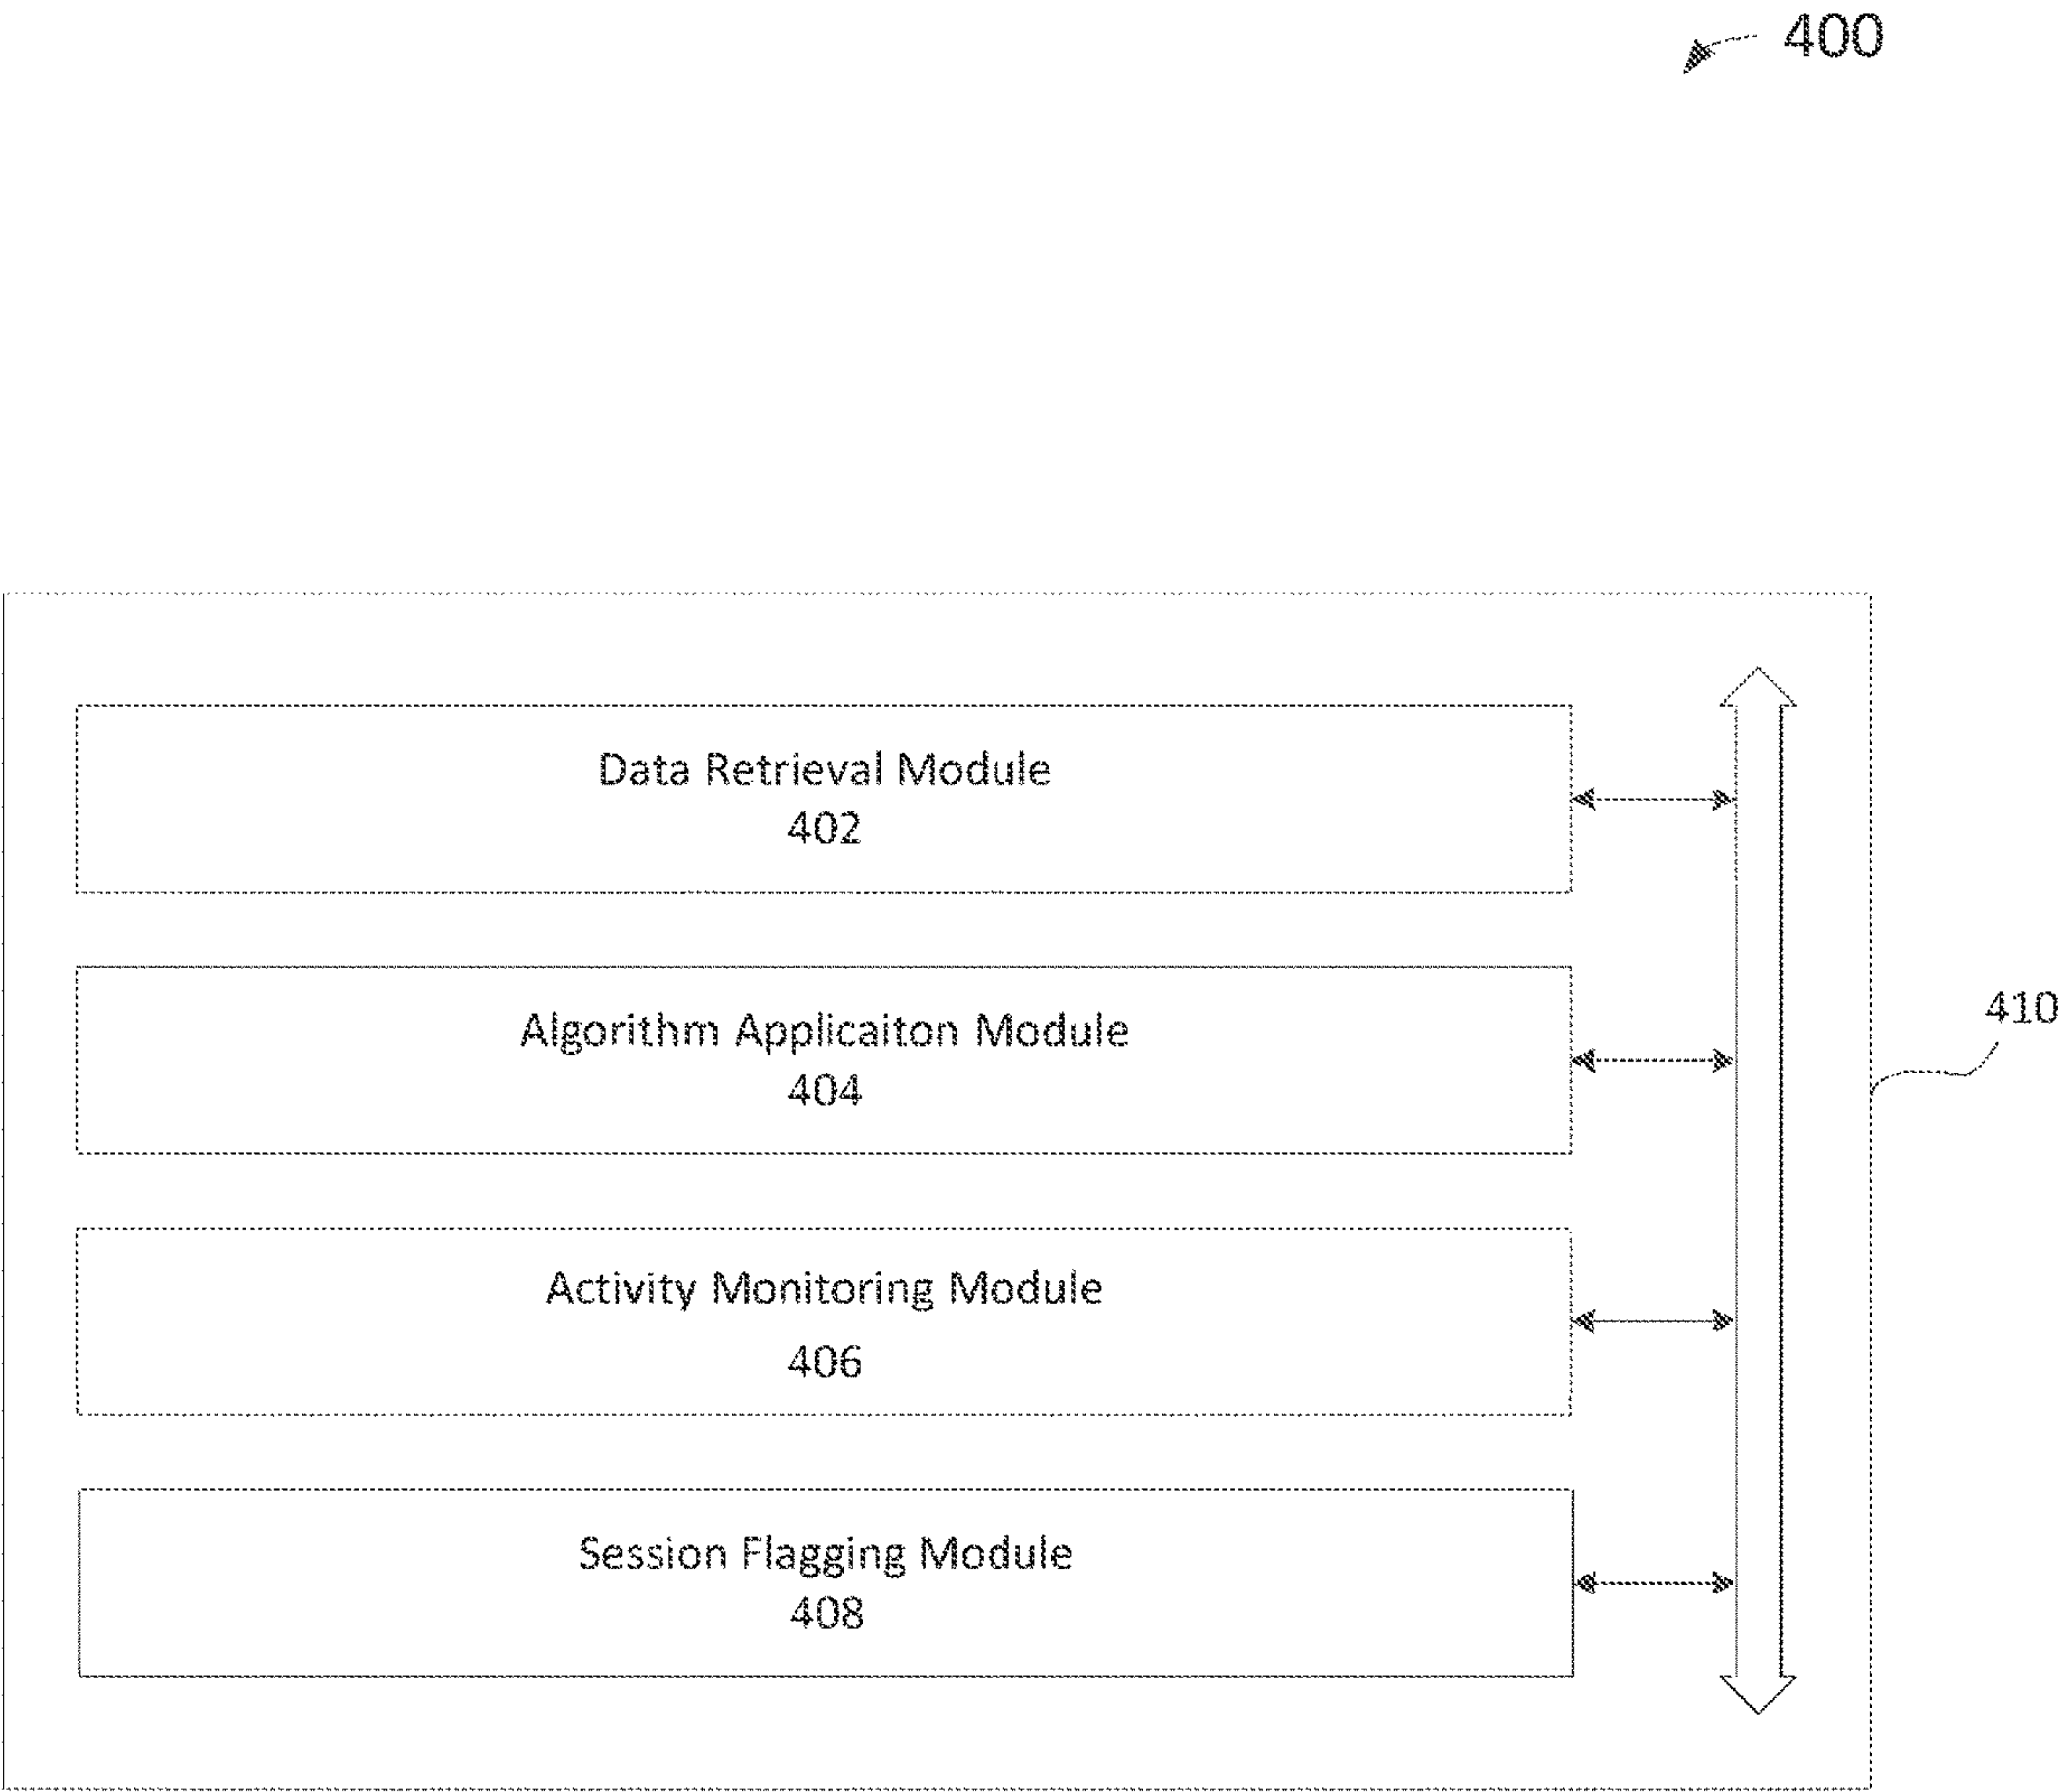 400
Data Retrieval Module
402
Algorithm Applicaiton Module
404
410
Activity Monitoring Module
406
Session Flagging Module
408